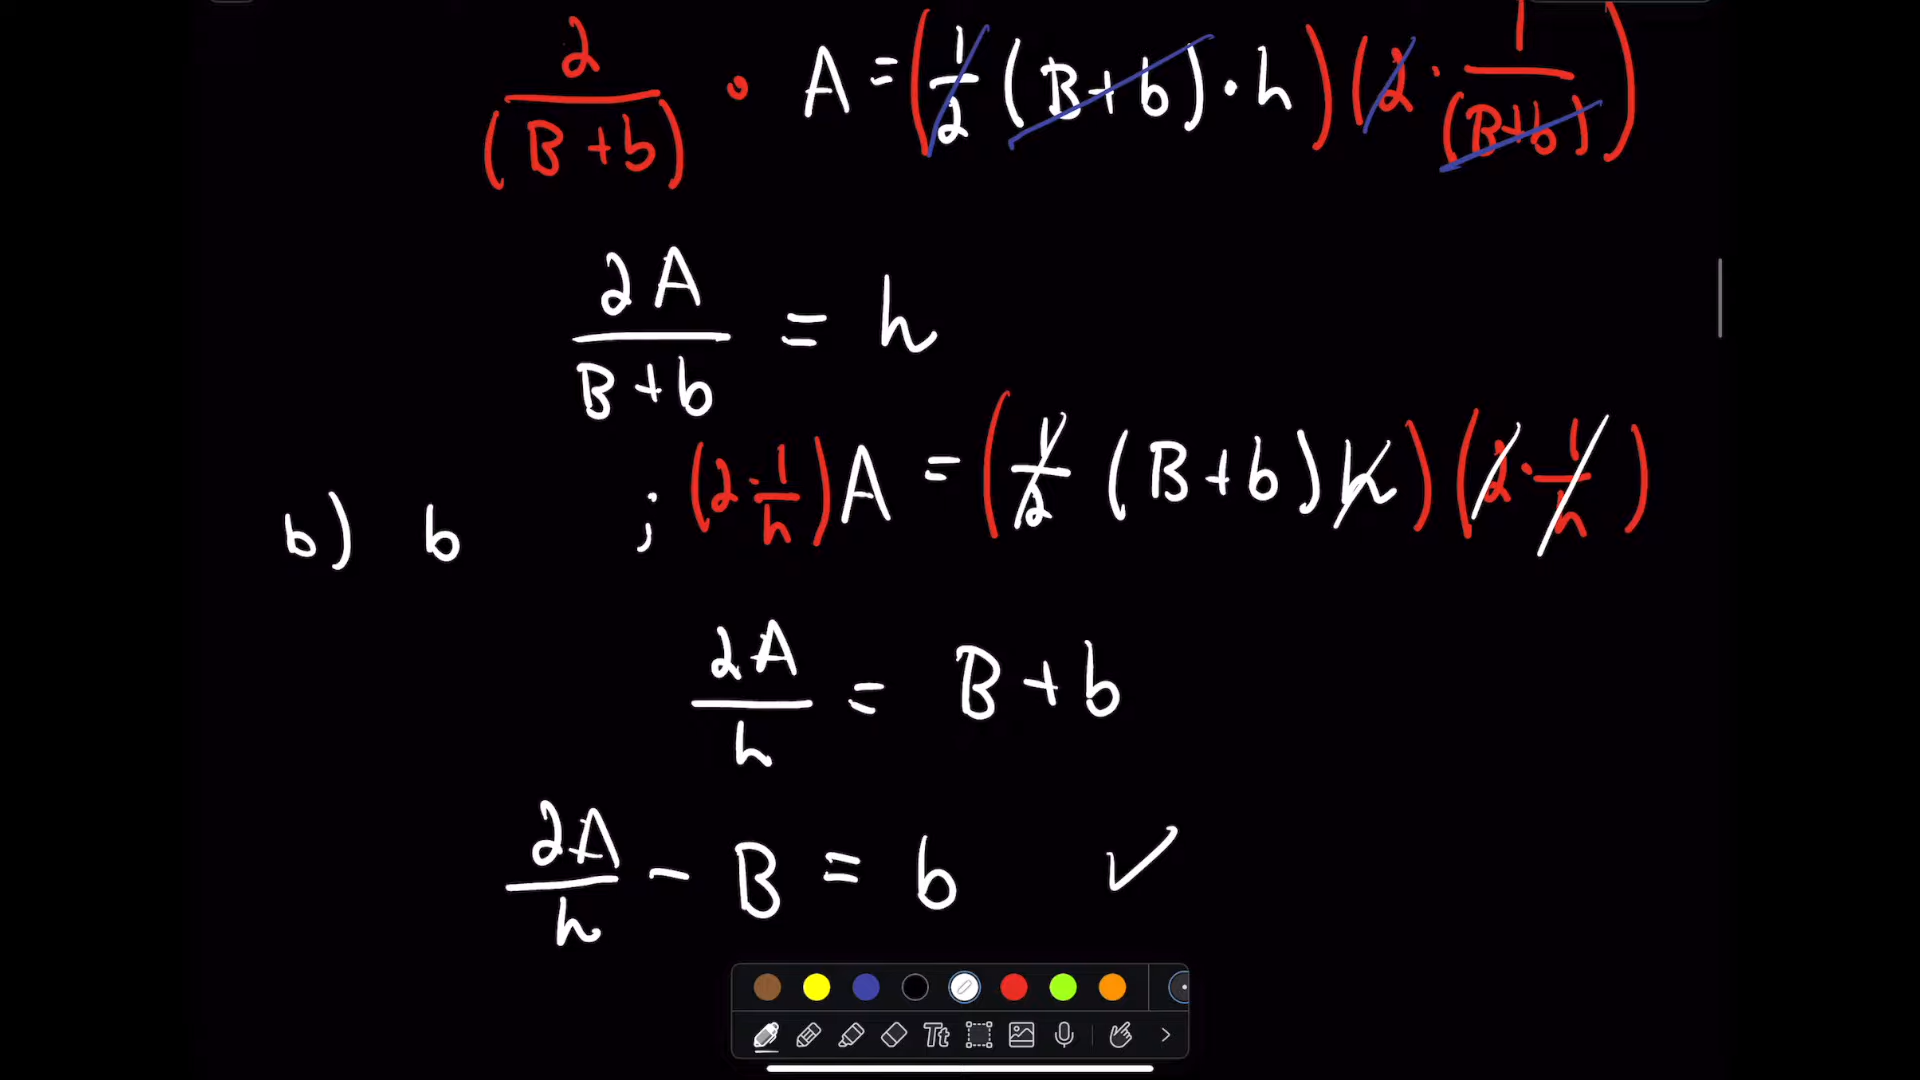 2/(B+b) · A = (1/2 (B+b) · h) (2 · 1/(B+b))
2A/B+b = h
b) b ; (2 · 1/h) A = (1/2 (B+b) h) (2 · 1/h)
2A/h = B+b
2A/h - B = b ✓
Tt